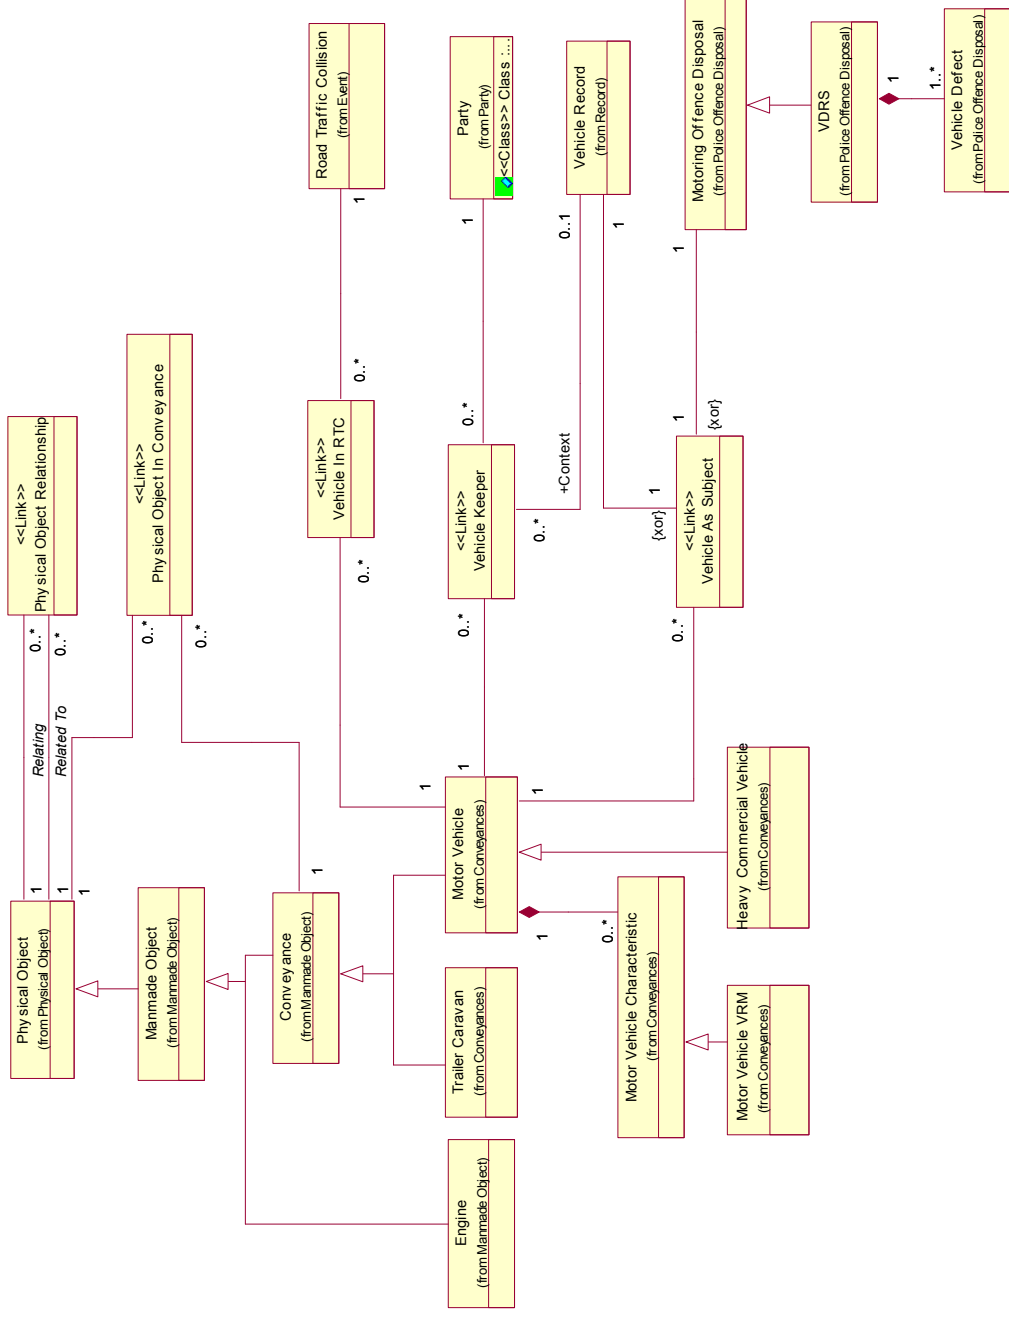 <<Link>>
Physical Object Relationship
0..*
0..*
Relating
Related To
1
1
1
Physical Object
(from Physical Object)
<<Link>>
Physical Object In Conveyance
0..*
0..*
Manmade Object
(from Manmade Object)
1
Conveyance
(from Manmade Object)
Road Traffic Collision
(from Event)
1
0..*
<<Link>>
Vehicle In RTC
0..*
1
Engine
(from Manmade Object)
Trailer Caravan
(from Conveyances)
Motor Vehicle
(from Conveyances)
1
0..*
<<Link>>
Vehicle Keeper
0..*
1
Party
(from Party)
<<Class>> Class :...
0..*
+Context
0..1
Vehicle Record
(from Record)
1
1
{xor}
1
0..*
<<Link>>
Vehicle As Subject
{xor}
1
1
Motoring Offence Disposal
(from Police Offence Disposal)
1
0..*
Motor Vehicle Characteristic
(from Conveyances)
Motor Vehicle VRM
(from Conveyances)
Heavy Commercial Vehicle
(from Conveyances)
VDRS
(from Police Offence Disposal)
1
1..*
Vehicle Defect
(from Police Offence Disposal)